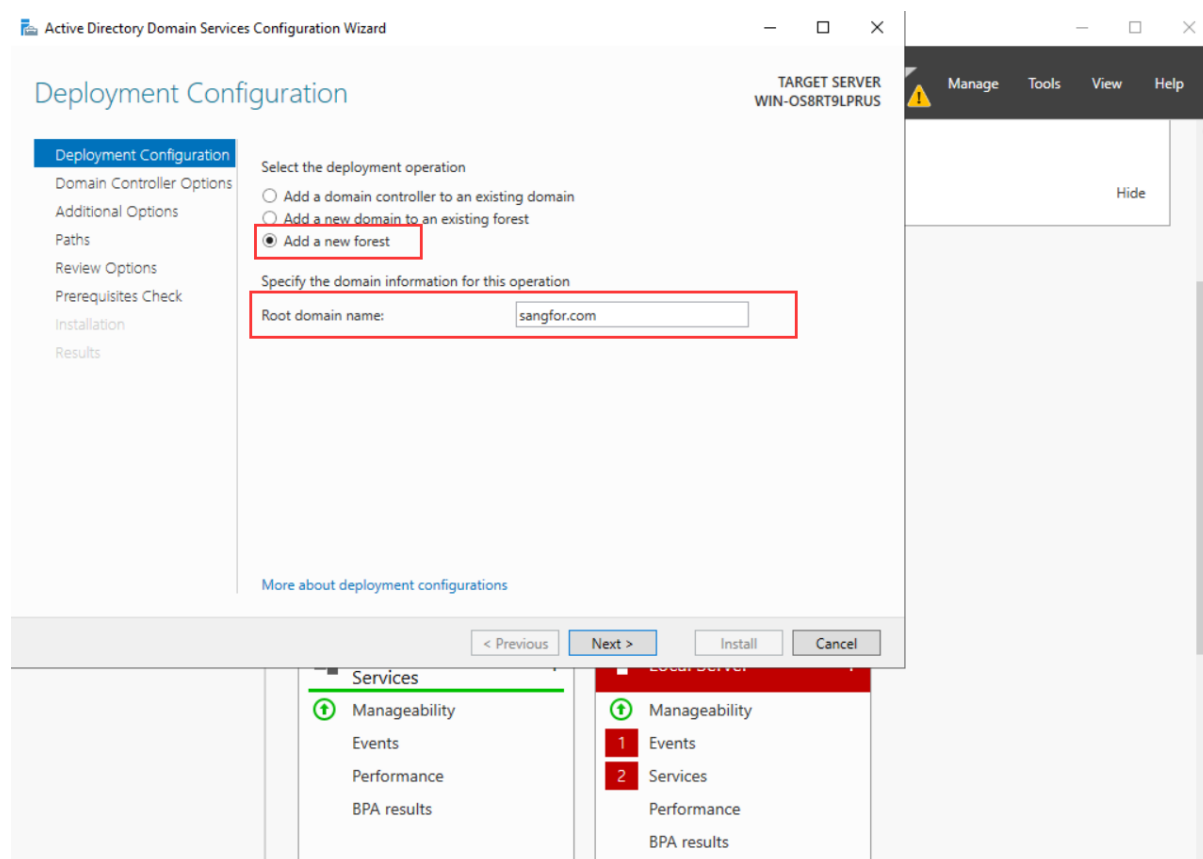 Active Directory Domain Services Configuration Wizard
Deployment Configuration
TARGET SERVER
WIN-OS8RT9LPRUS
Manage Tools View Help
Hide
Deployment Configuration
Domain Controller Options
Additional Options
Paths
Review Options
Prerequisites Check
Installation
Results
Select the deployment operation
Add a domain controller to an existing domain
Add a new domain to an existing forest
Add a new forest
Specify the domain information for this operation
Root domain name: sangfor.com
More about deployment configurations
< Previous Next > Install Cancel
Services
Manageability
Events
Performance
BPA results
Local Server
Manageability
1 Events
2 Services
Performance
BPA results